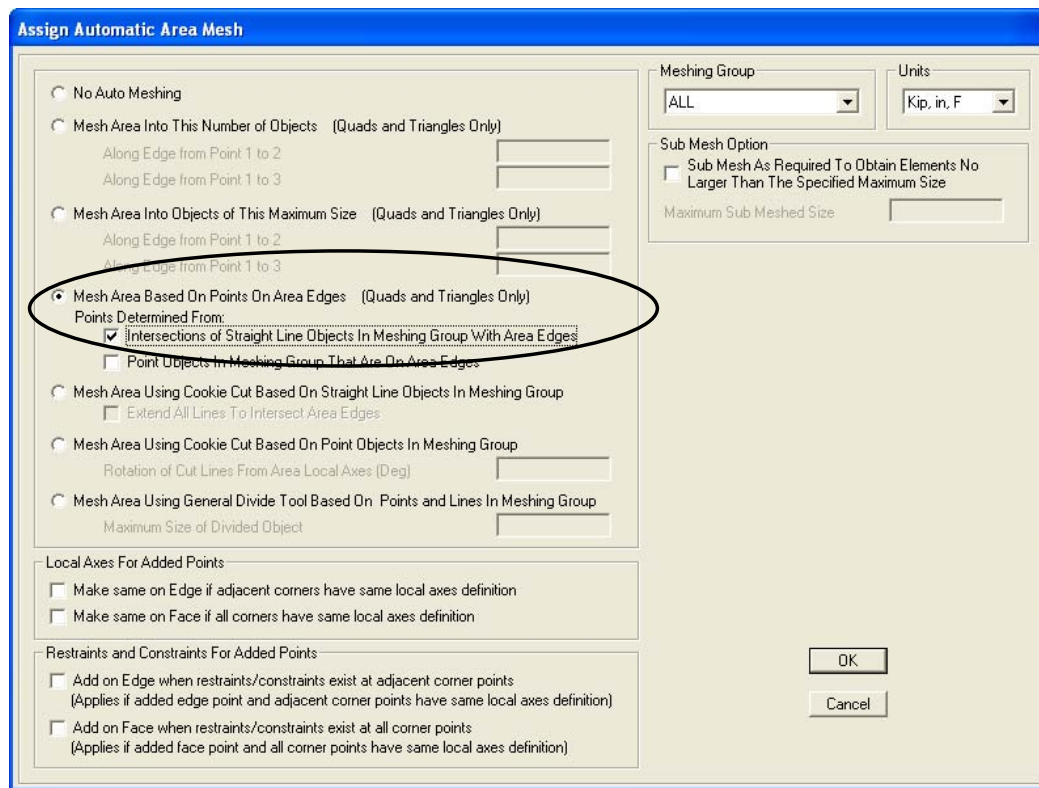 Assign Automatic Area Mesh
No Auto Meshing
Mesh Area Into This Number of Objects (Quads and Triangles Only)
Along Edge from Point 1 to 2
Along Edge from Point 1 to 3
Mesh Area Into Objects of This Maximum Size (Quads and Triangles Only)
Along Edge from Point 1 to 2
Along Edge from Point 1 to 3
Mesh Area Based On Points On Area Edges (Quads and Triangles Only)
Points Determined From:
Intersections of Straight Line Objects In Meshing Group With Area Edges
Point Objects In Meshing Group That Are On Area Edges
Mesh Area Using Cookie Cut Based On Straight Line Objects In Meshing Group
Extend All Lines To Intersect Area Edges
Mesh Area Using Cookie Cut Based On Point Objects In Meshing Group
Rotation of Cut Lines From Area Local Axes (Deg)
Mesh Area Using General Divide Tool Based On Points and Lines In Meshing Group
Maximum Size of Divided Object
Local Axes For Added Points
Make same on Edge if adjacent corners have same local axes definition
Make same on Face if all corners have same local axes definition
Restraints and Constraints For Added Points
Add on Edge when restraints/constraints exist at adjacent corner points
(Applies if added edge point and adjacent corner points have same local axes definition)
Add on Face when restraints/constraints exist at all corner points
(Applies if added face point and all corner points have same local axes definition)
Meshing Group
ALL
Units
Kip, in, F
Sub Mesh Option
Sub Mesh As Required To Obtain Elements No
Larger Than The Specified Maximum Size
Maximum Sub Meshed Size
OK
Cancel